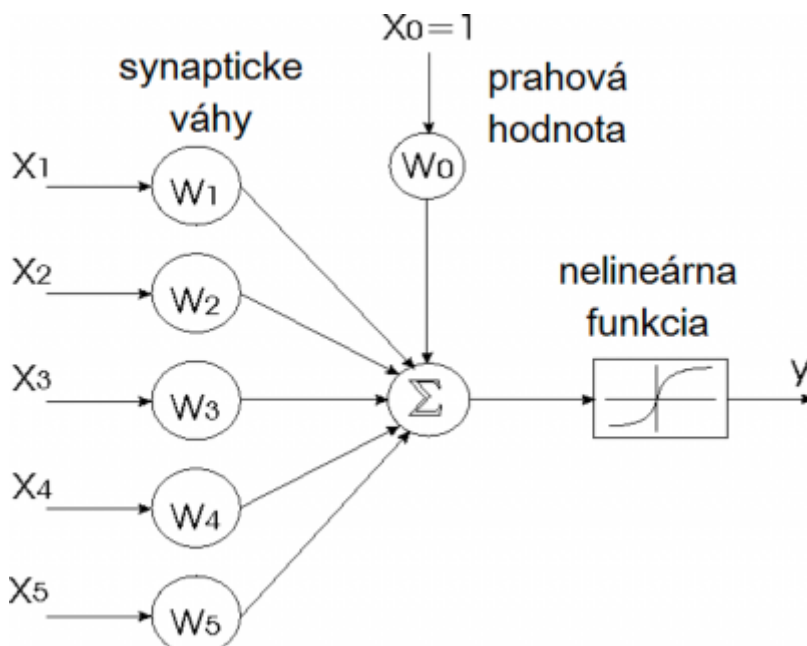 X0=1
synapticke
váhy
prahová
hodnota
X1
W1
W0
X2
W2
nelineárna
funkcia
X3
W3
Σ
y
X4
W4
X5
W5